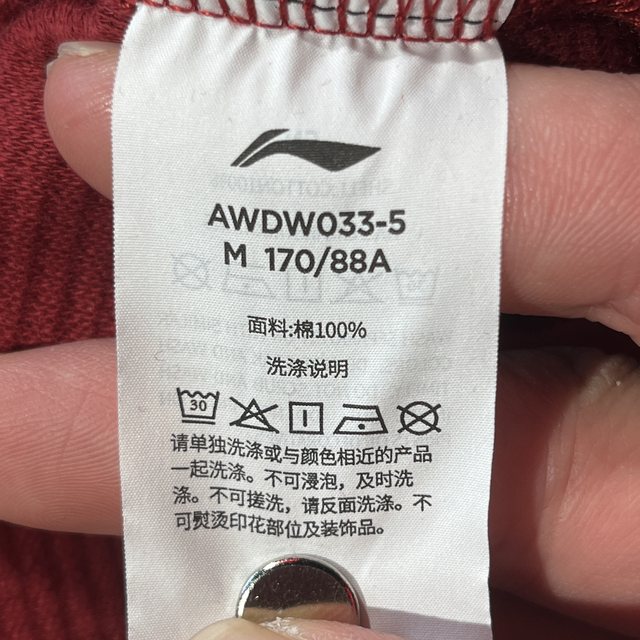 AWDW033-5
M 170/88A
面料:棉100%
洗涤说明
30
请单独洗涤或与颜色相近的产品
一起洗涤。不可浸泡，及时洗
涤。不可搓洗，请反面洗涤。不
可熨烫印花部位及装饰品。